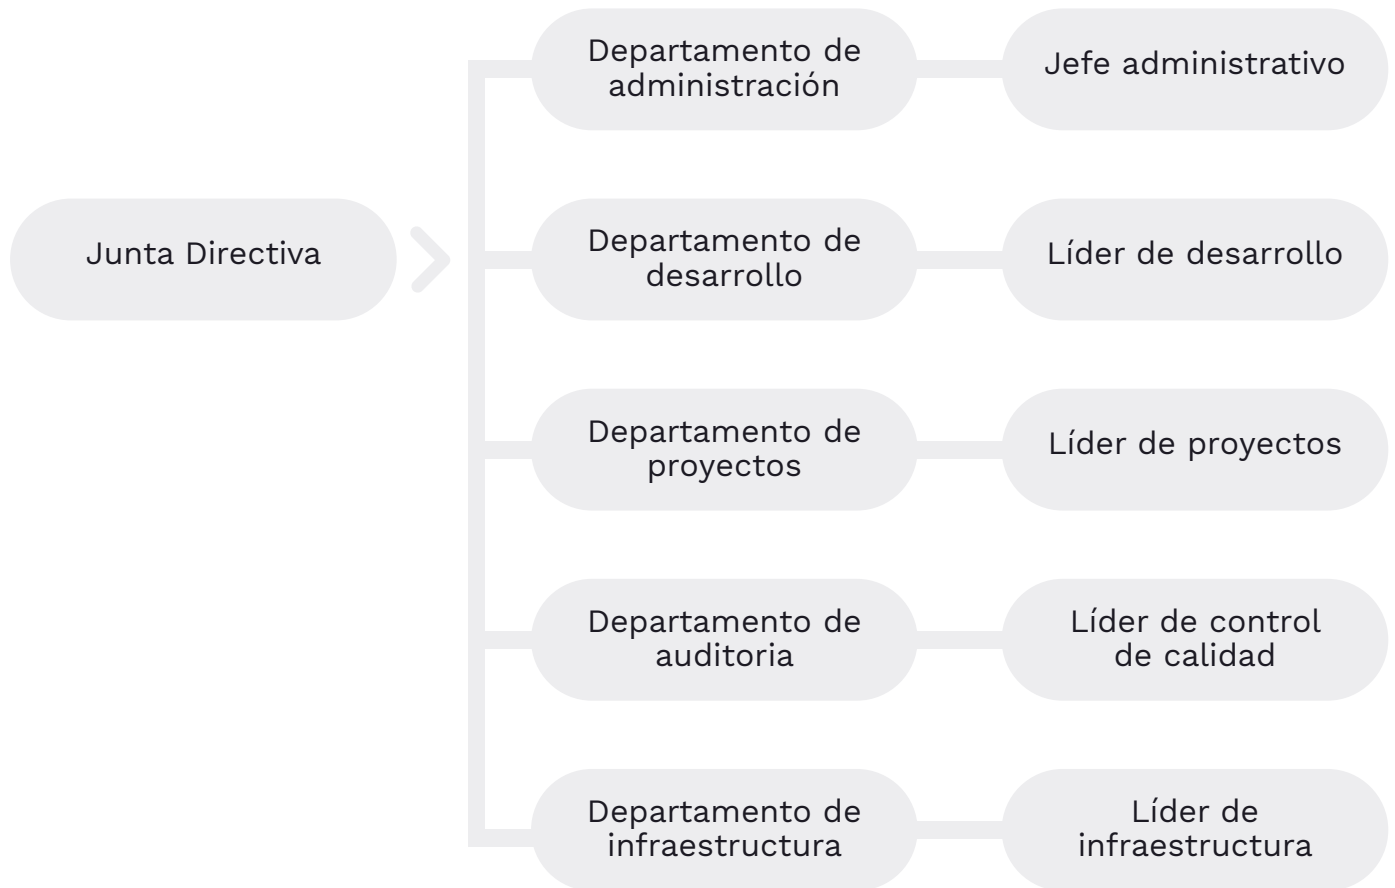 Departamento de
administración
Jefe administrativo
Junta Directiva
Departamento de
desarrollo
Líder de desarrollo
Departamento de
proyectos
Líder de proyectos
Departamento de
auditoria
Líder de control
de calidad
Departamento de
infraestructura
Líder de
infraestructura